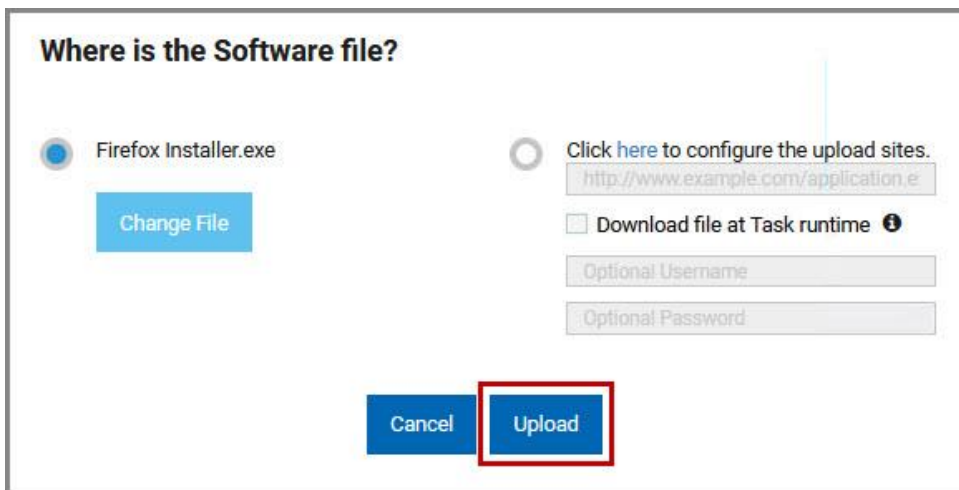 Where is the Software file?
Firefox Installer.exe
Change File
Click here to configure the upload sites.
http://www.example.com/application.e
Download file at Task runtime
Optional Username
Optional Password
Cancel
Upload